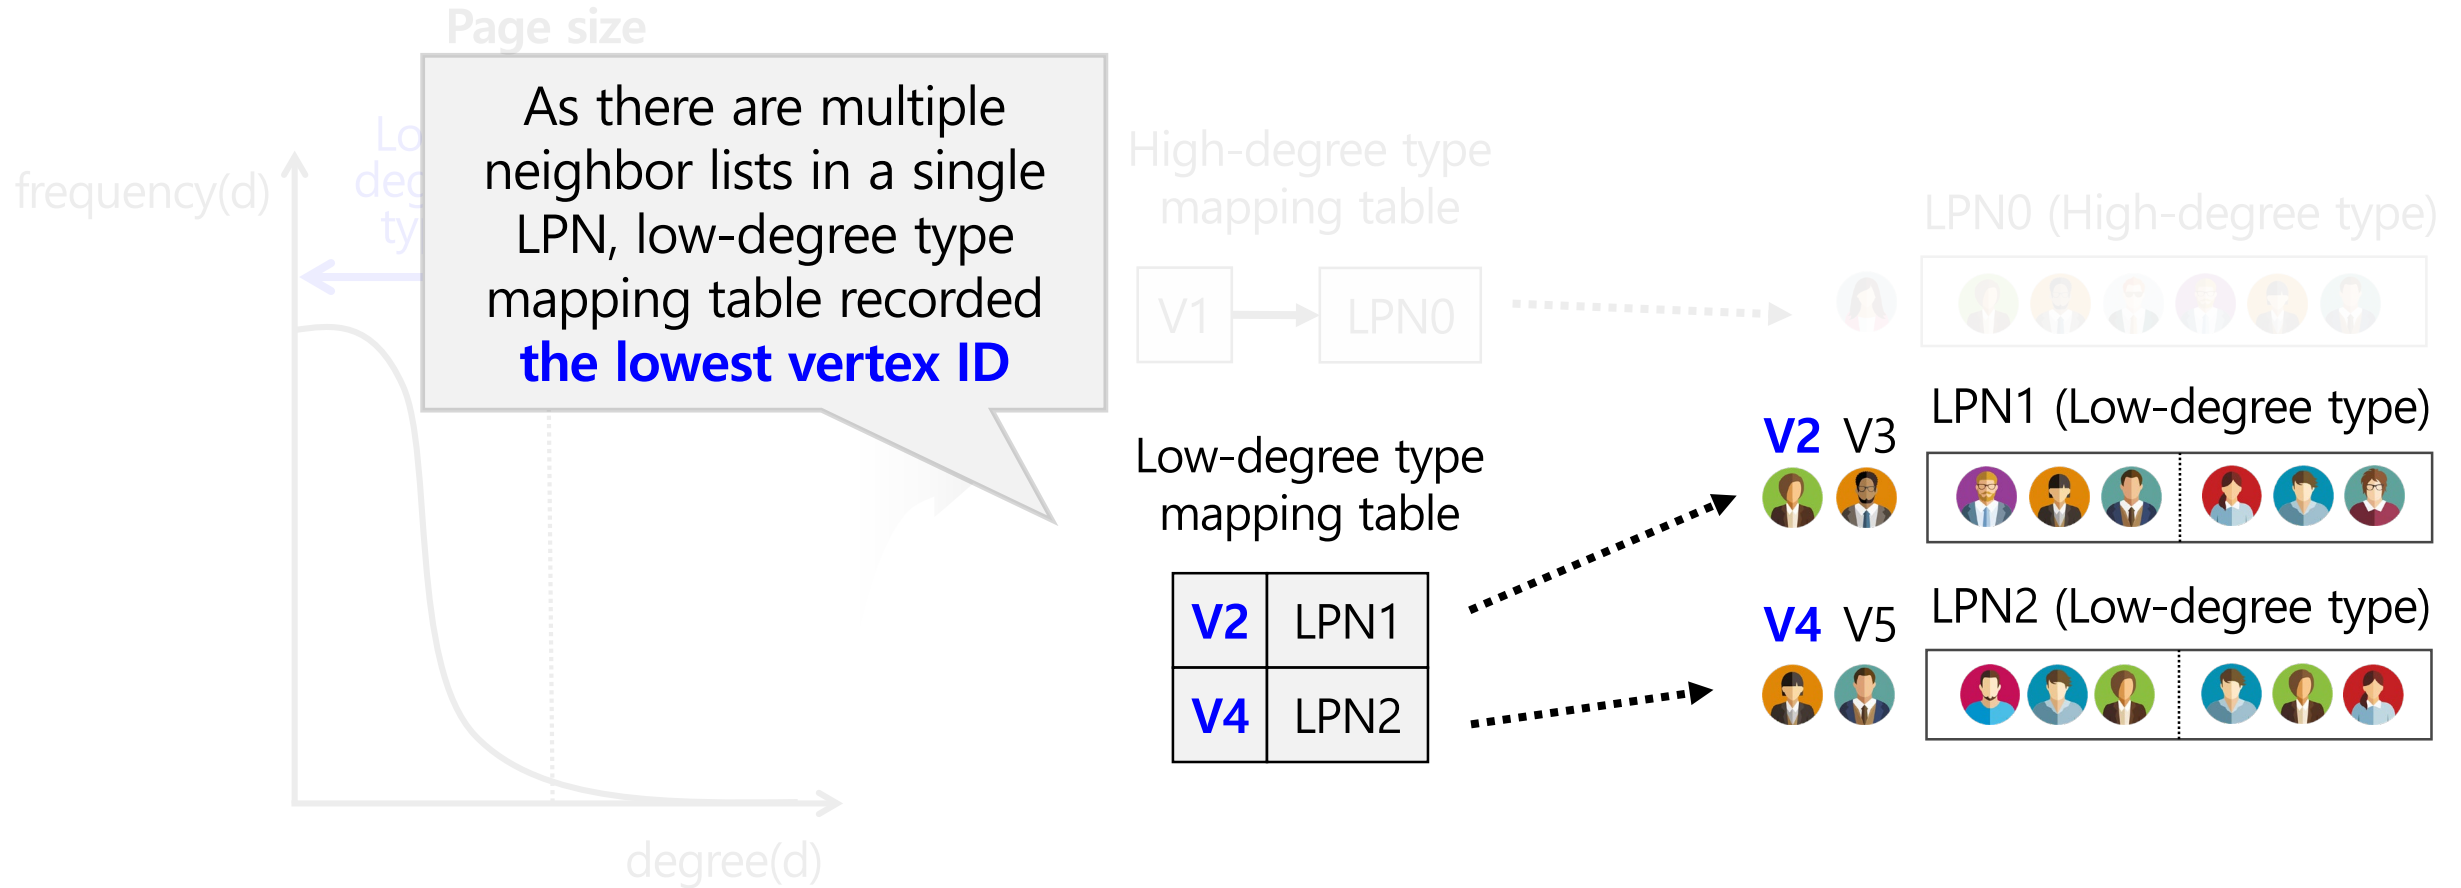 Page size
As there are multiple
neighbor lists in a single
LPN, low-degree type
mapping table recorded
the lowest vertex ID
frequency(d)
degree(d)
High-degree type
mapping table
V1
LPN0
LPN0 (High-degree type)
Low-degree type
mapping table
V2
LPN1
V4
LPN2
V2 V3
LPN1 (Low-degree type)
V4 V5
LPN2 (Low-degree type)